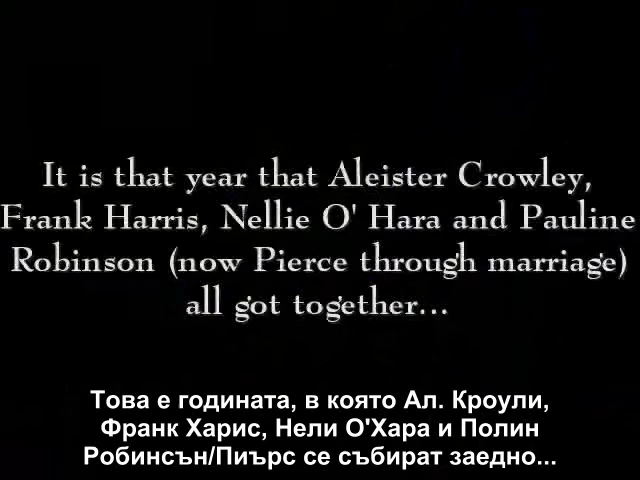 It is that year that Aleister Crowley,
Frank Harris, Nellie O' Hara and Pauline
Robinson (now Pierce through marriage)
all got together...
Това е годината, в която Ал. Кроули,
Франк Харис, Нели О'Хара и Полин
Робинсън/Пиърс се събират заедно...